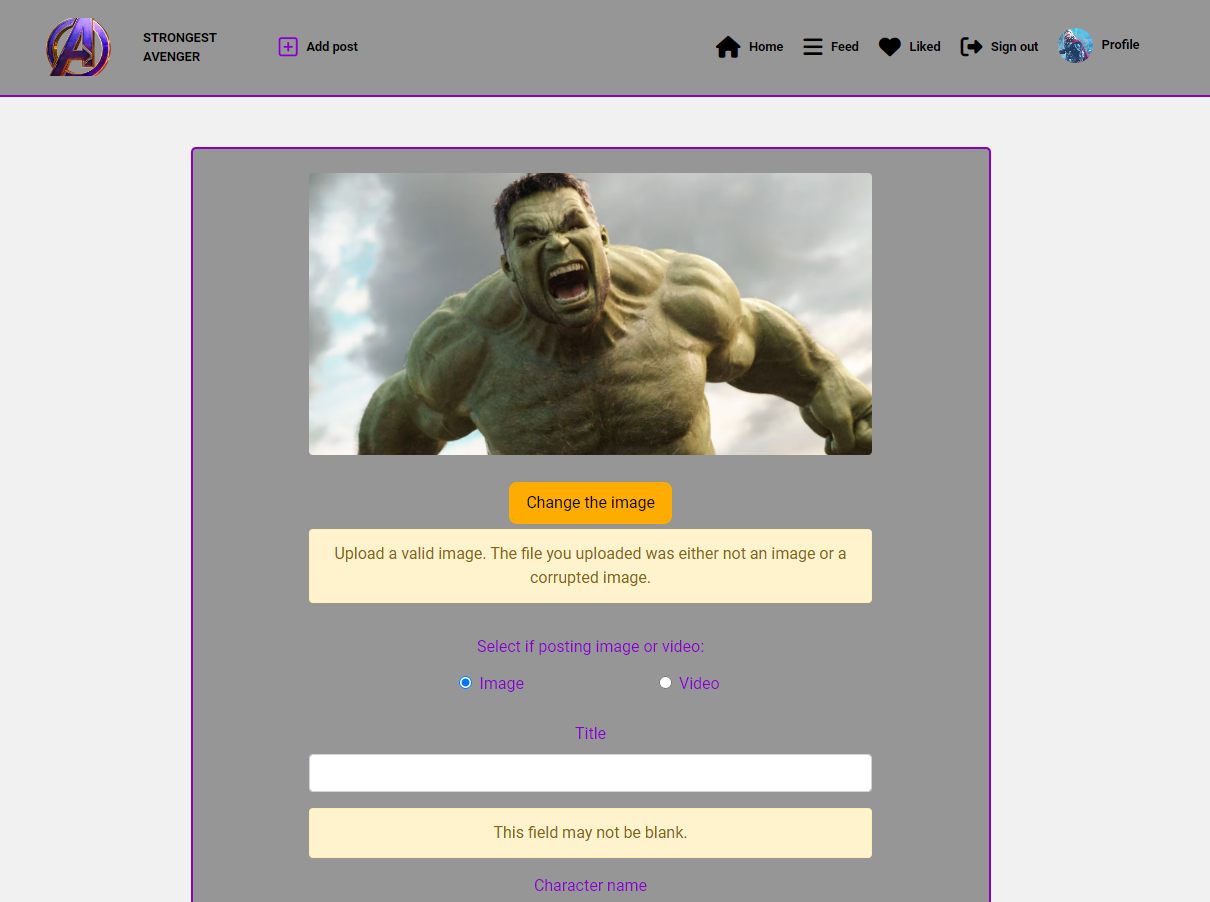 STRONGEST
AVENGER
Add post
Home
Feed
Liked
Sign out
Profile
Change the image
Upload a valid image. The file you uploaded was either not an image or a
corrupted image.
Select if posting image or video:
Image
Video
Title
This field may not be blank.
Character name